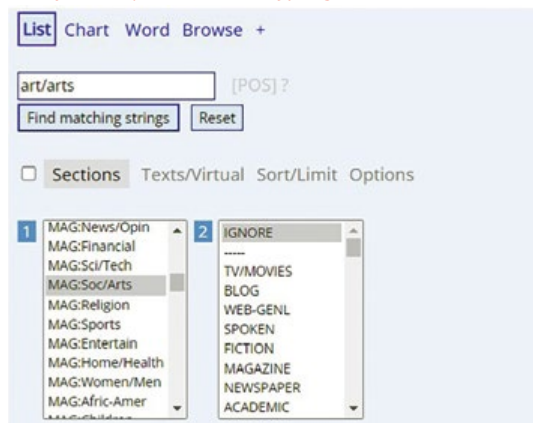 List Chart Word Browse +
art/arts [POS] ?
Find matching strings Reset
Sections Texts/Virtual Sort/Limit Options
1
MAG:News/Opin
MAG:Financial
MAG:Sci/Tech
MAG:Soc/Arts
MAG:Religion
MAG:Sports
MAG:Entertain
MAG:Home/Health
MAG:Women/Men
MAG:Afric-Amer
2
IGNORE
-----
TV/MOVIES
BLOG
WEB-GENL
SPOKEN
FICTION
MAGAZINE
NEWSPAPER
ACADEMIC